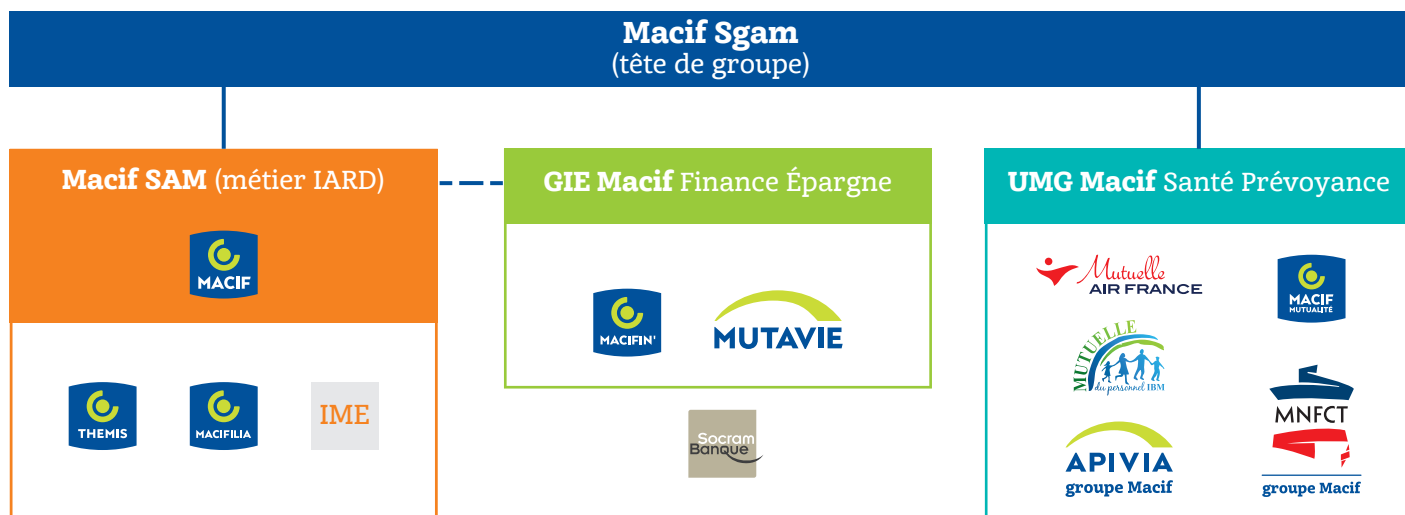 Macif Sgam
(tête de groupe)
Macif SAM (métier IARD)
MACIF
THEMIS
MACIFILIA
IME
GIE Macif Finance Épargne
MACIFIN'
MUTAVIE
Socram
Banque
UMG Macif Santé Prévoyance
Mutuelle
AIR FRANCE
MACIF
MUTUALITÉ
MUTUELLE
du personnel IBM
MNFCT
groupe Macif
APIVIA
groupe Macif